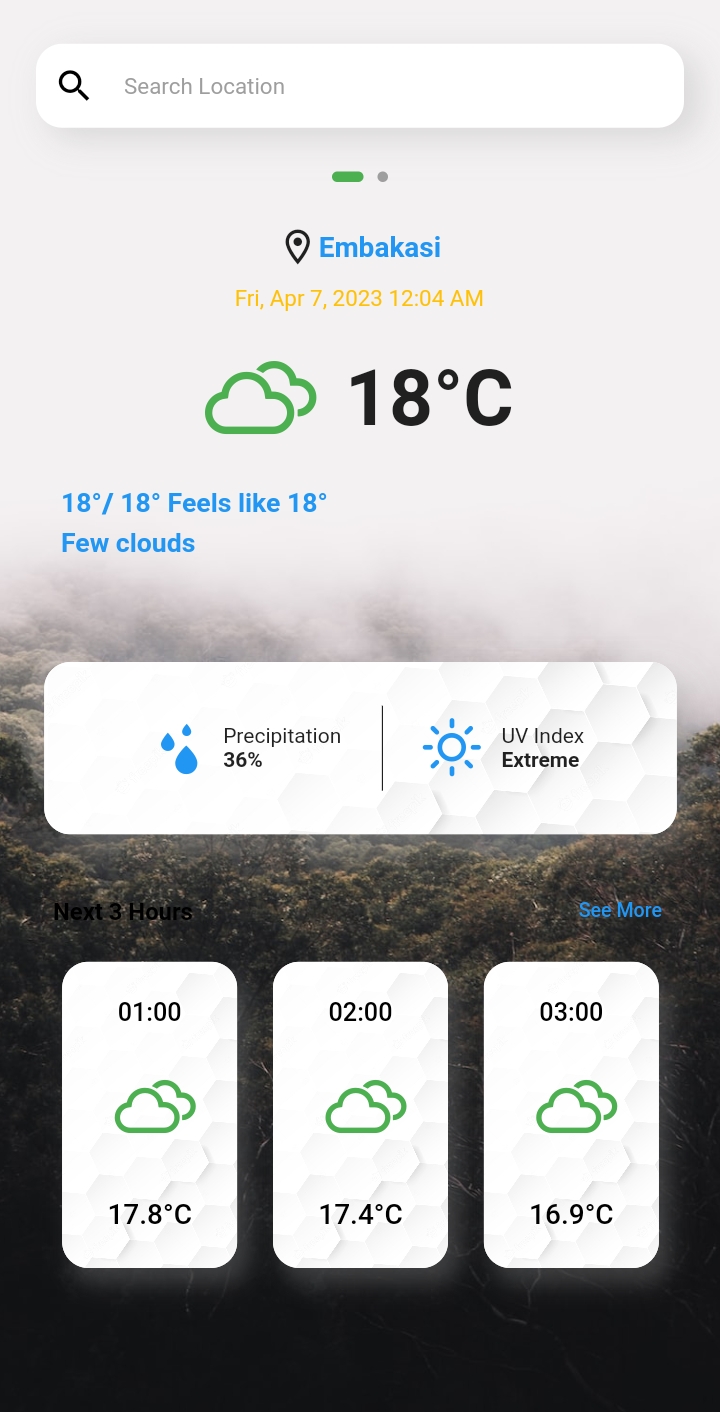 Search Location
Embakasi
Fri, Apr 7, 2023 12:04 AM
18°C
18°/ 18° Feels like 18°
Few clouds
Precipitation
36%
UV Index
Extreme
Next 3 Hours
See More
01:00
02:00
03:00
17.8°C
17.4°C
16.9°C